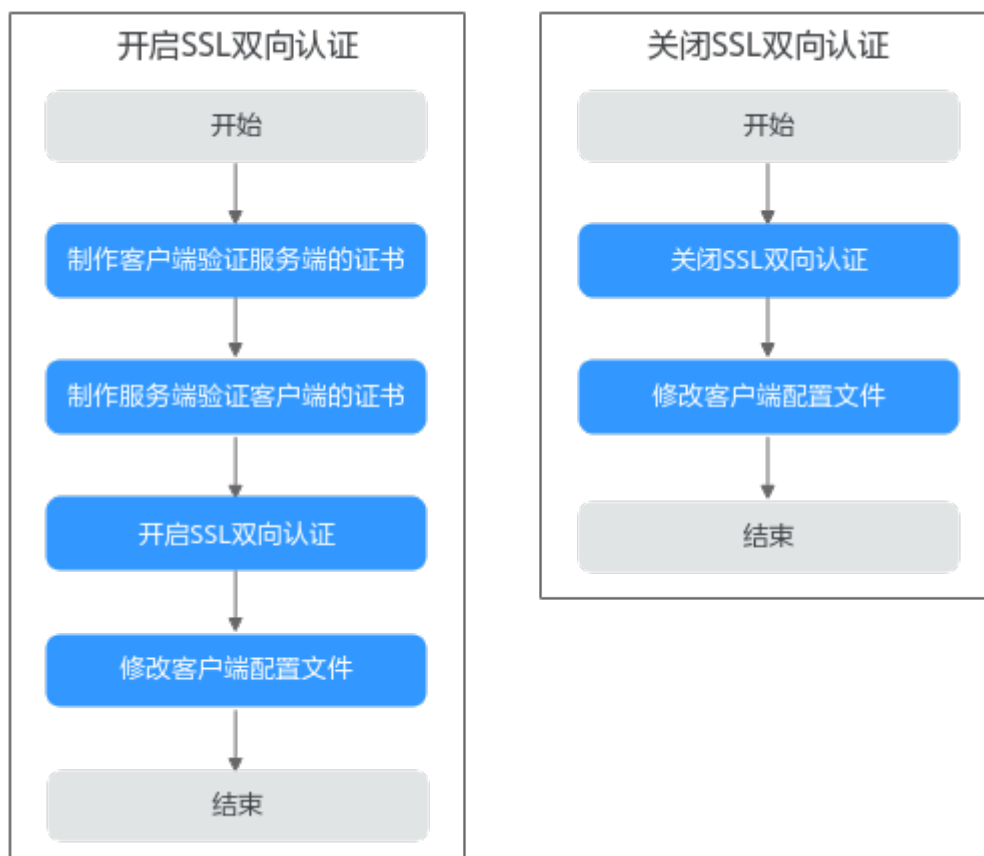 开启SSL双向认证
开始
制作客户端验证服务端的证书
制作服务端验证客户端的证书
开启SSL双向认证
修改客户端配置文件
结束
关闭SSL双向认证
开始
关闭SSL双向认证
修改客户端配置文件
结束